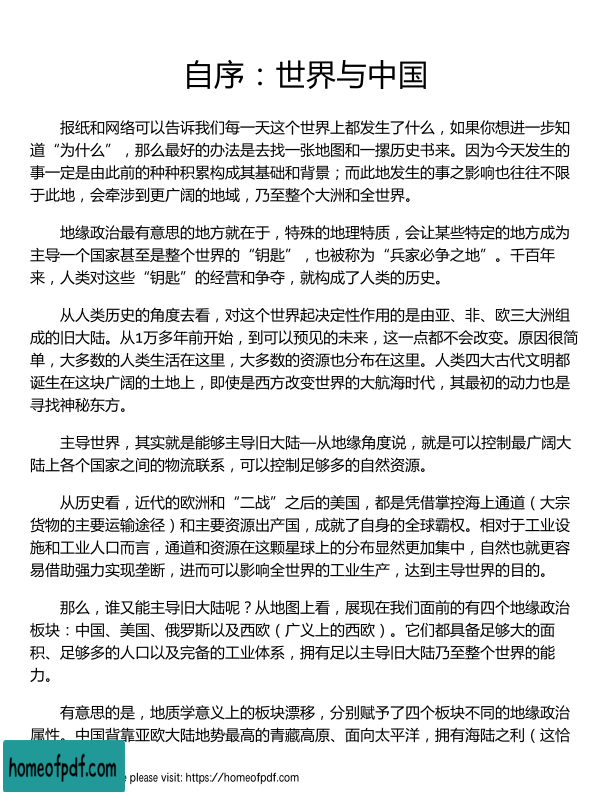 自序：世界与中国
报纸和网络可以告诉我们每一天这个世界上都发生了什么，如果你想进一步知
道“为什么”，那么最好的办法是去找一张地图和一摞历史书来。因为今天发生的
事一定是由此前的种种积累构成其基础和背景；而此地发生的事之影响也往往不限
于此地，会牵涉到更广阔的地域，乃至整个大洲和全世界。
地缘政治最有意思的地方就在于，特殊的地理特质，会让某些特定的地方成为
主导一个国家甚至是整个世界的“钥匙”，也被称为“兵家必争之地”。千百年
来，人类对这些“钥匙”的经营和争夺，就构成了人类的历史。
从人类历史的角度去看，对这个世界起决定性作用的是由亚、非、欧三大洲组
成的旧大陆。从1万多年前开始，到可以预见的未来，这一点都不会改变。原因很简
单，大多数的人类生活在这里，大多数的资源也分布在这里。人类四大古代文明都
诞生在这块广阔的土地上，即使是西方改变世界的大航海时代，其最初的动力也是
寻找神秘东方。
主导世界，其实就是能够主导旧大陆—从地缘角度说，就是可以控制最广阔大
陆上各个国家之间的物流联系，可以控制足够多的自然资源。
从历史看，近代的欧洲和“二战”之后的美国，都是凭借掌控海上通道（大宗
货物的主要运输途径）和主要资源出产国，成就了自身的全球霸权。相对于工业设
施和工业人口而言，通道和资源在这颗星球上的分布显然更加集中，自然也就更容
易借助强力实现垄断，进而可以影响全世界的工业生产，达到主导世界的目的。
那么，谁又能主导旧大陆呢？从地图上看，展现在我们面前的有四个地缘政治
板块：中国、美国、俄罗斯以及西欧（广义上的西欧）。它们都具备足够大的面
积、足够多的人口以及完备的工业体系，拥有足以主导旧大陆乃至整个世界的能
力。
有意思的是，地质学意义上的板块漂移，分别赋予了四个板块不同的地缘政治
属性。中国背靠亚欧大陆地势最高的青藏高原、面向太平洋，拥有海陆之利（这恰
homeofpdf.com
please visit: https://homeofpdf.com